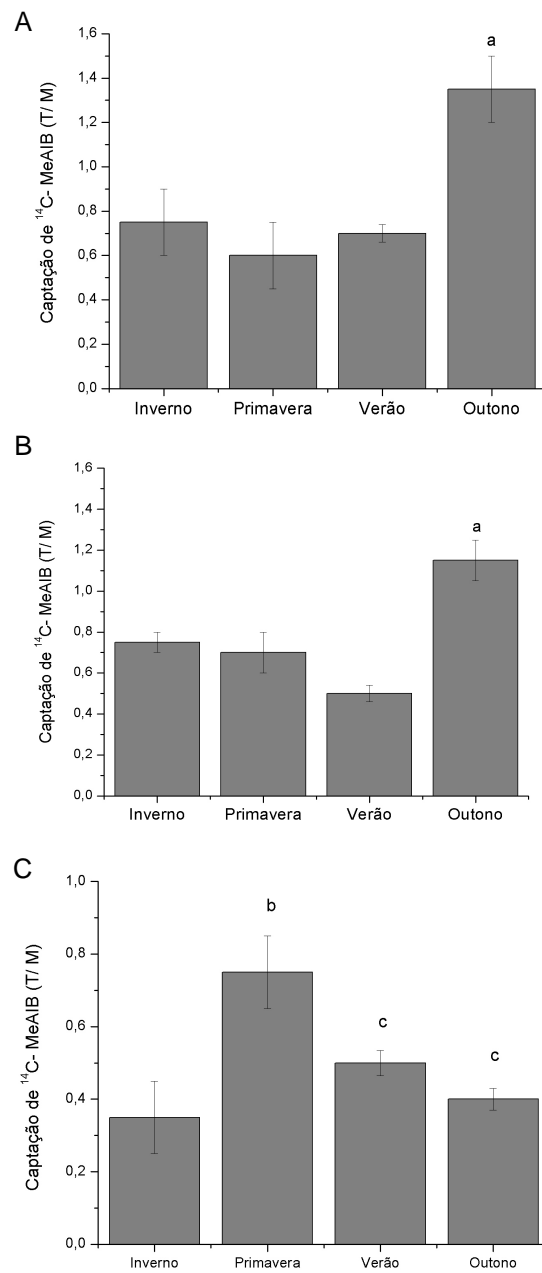 A
Captação de ¹⁴C- MeAIB (T/ M)
1,6
1,4
1,2
1,0
0,8
0,6
0,4
0,2
0,0
a
Inverno Primavera Verão Outono
B
Captação de ¹⁴C- MeAIB (T/ M)
1,6
1,4
1,2
1,0
0,8
0,6
0,4
0,2
0,0
a
Inverno Primavera Verão Outono
C
Captação de ¹⁴C- MeAIB (T/ M)
1,0
0,8
0,6
0,4
0,2
0,0
b
c
c
Inverno Primavera Verão Outono